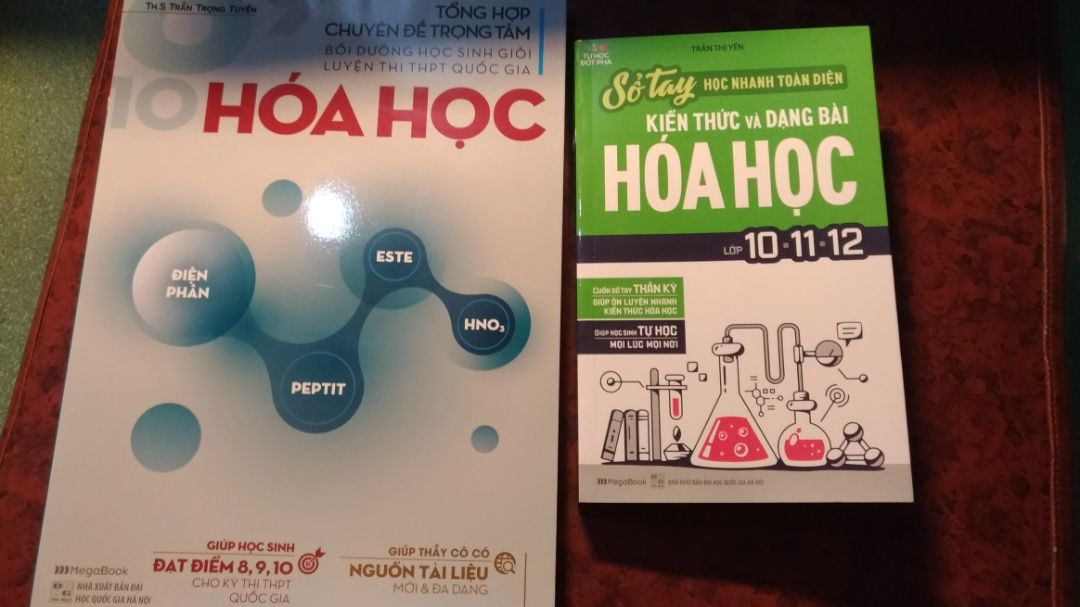 TH.S TRẦN TRỌNG TUYỀN
TỔNG HỢP
CHUYÊN ĐỀ TRỌNG TÂM
BỒI DƯỠNG HỌC SINH GIỎI
LUYỆN THI THPT QUỐC GIA
10 HÓA HỌC
ĐIỆN
PHÂN
ESTE
HNO₃
PEPTIT
GIÚP HỌC SINH
ĐẠT ĐIỂM 8, 9, 10
CHO KỲ THI THPT
QUỐC GIA
GIÚP THẦY CÔ CÓ
NGUỒN TÀI LIỆU
MỚI & ĐA DẠNG
MegaBook
NHÀ XUẤT BẢN ĐẠI
HỌC QUỐC GIA HÀ NỘI
TỰ HỌC
ĐỘT PHÁ
TRẦN THỊ YÊN
Sổ tay HỌC NHANH TOÀN DIỆN
KIẾN THỨC VÀ DẠNG BÀI
HÓA HỌC
LỚP 10-11-12
CUỐN SỔ TAY THẦN KỲ
GIÚP ÔN LUYỆN NHANH
KIẾN THỨC HÓA HỌC
GIÚP HỌC SINH TỰ HỌC
MỌI LÚC MỌI NƠI
MegaBook
NHÀ XUẤT BẢN ĐẠI HỌC QUỐC GIA HÀ NỘI